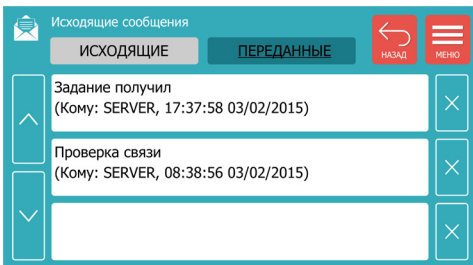 Исходящие сообщения
ИСХОДЯЩИЕ
ПЕРЕДАННЫЕ
НАЗАД
МЕНЮ
Задание получил
(Кому: SERVER, 17:37:58 03/02/2015)
Проверка связи
(Кому: SERVER, 08:38:56 03/02/2015)